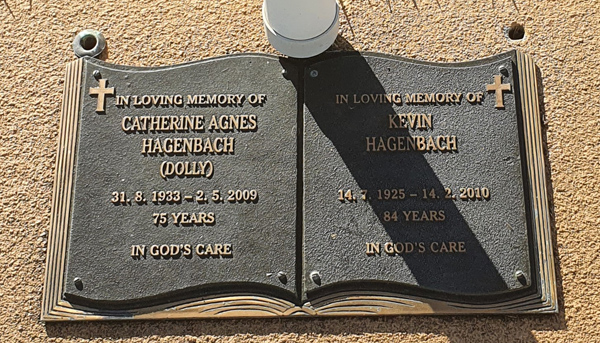 IN LOVING MEMORY OF
CATHERINE AGNES
HAGENBACH
(DOLLY)
31. 8. 1933 – 2. 5. 2009
75 YEARS
IN GOD'S CARE
IN LOVING MEMORY OF
KEVIN
HAGENBACH
14. 7. 1925 – 14. 2. 2010
84 YEARS
IN GOD'S CARE